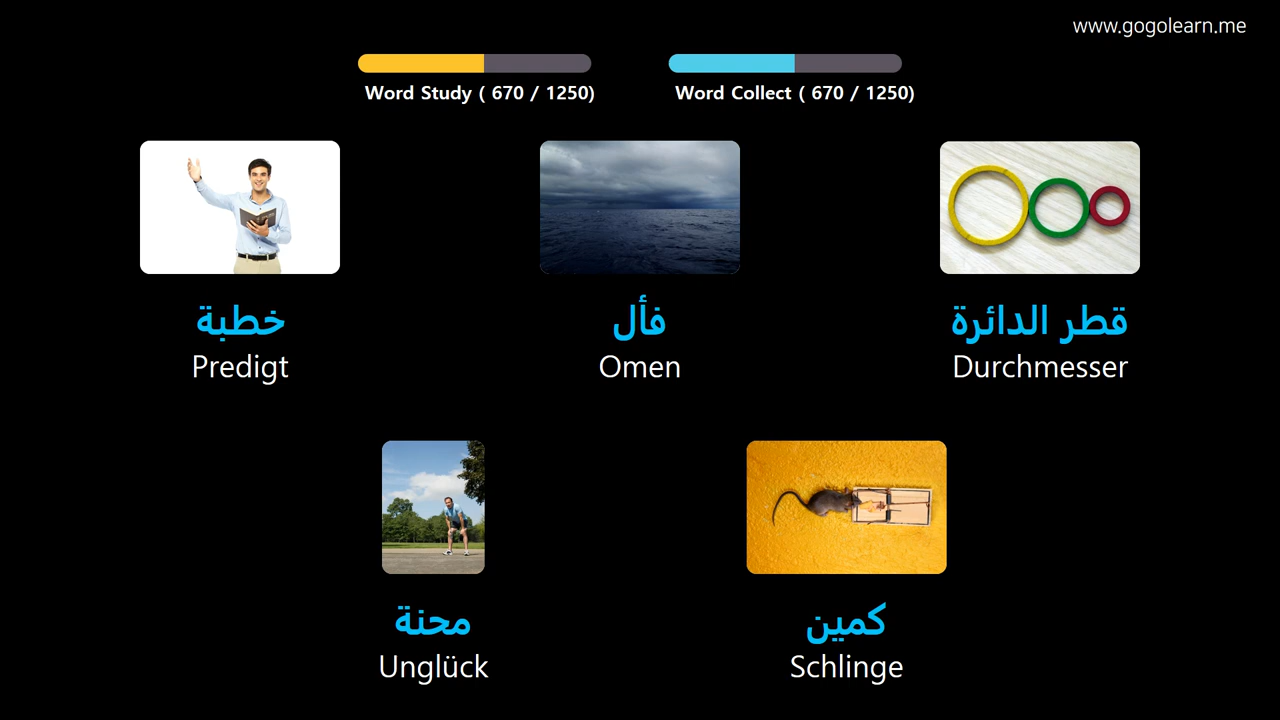 www.gogolearn.me
Word Study ( 670 / 1250)
Word Collect ( 670 / 1250)
خطبة
Predigt
فأل
Omen
قطر الدائرة
Durchmesser
محنة
Unglück
كمين
Schlinge